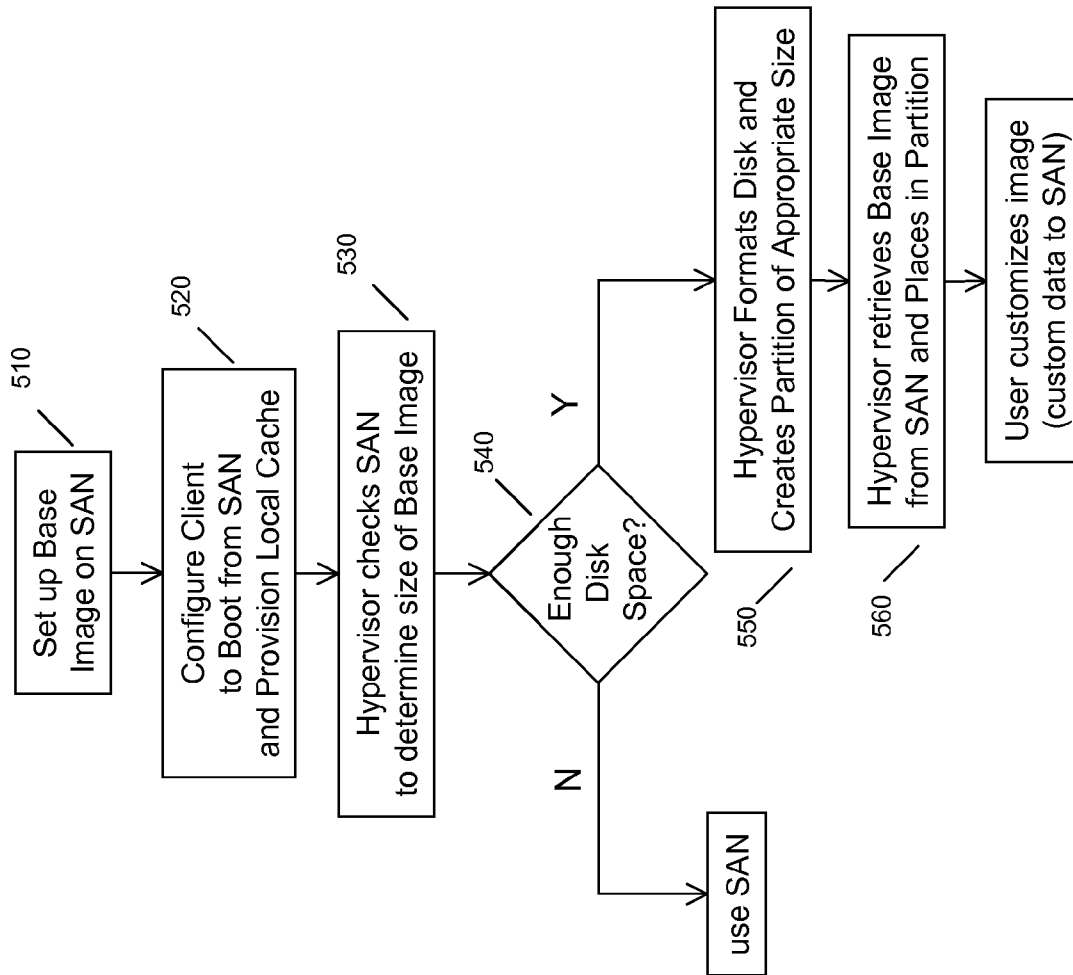 Set up Base
Image on SAN
510
Configure Client
to Boot from SAN
and Provision Local Cache
520
Hypervisor checks SAN
to determine size of Base Image
530
Enough
Disk
Space?
540
N
Y
use SAN
Hypervisor Formats Disk and
Creates Partition of Appropriate Size
550
Hypervisor retrieves Base Image
from SAN and Places in Partition
560
User customizes image
(custom data to SAN)